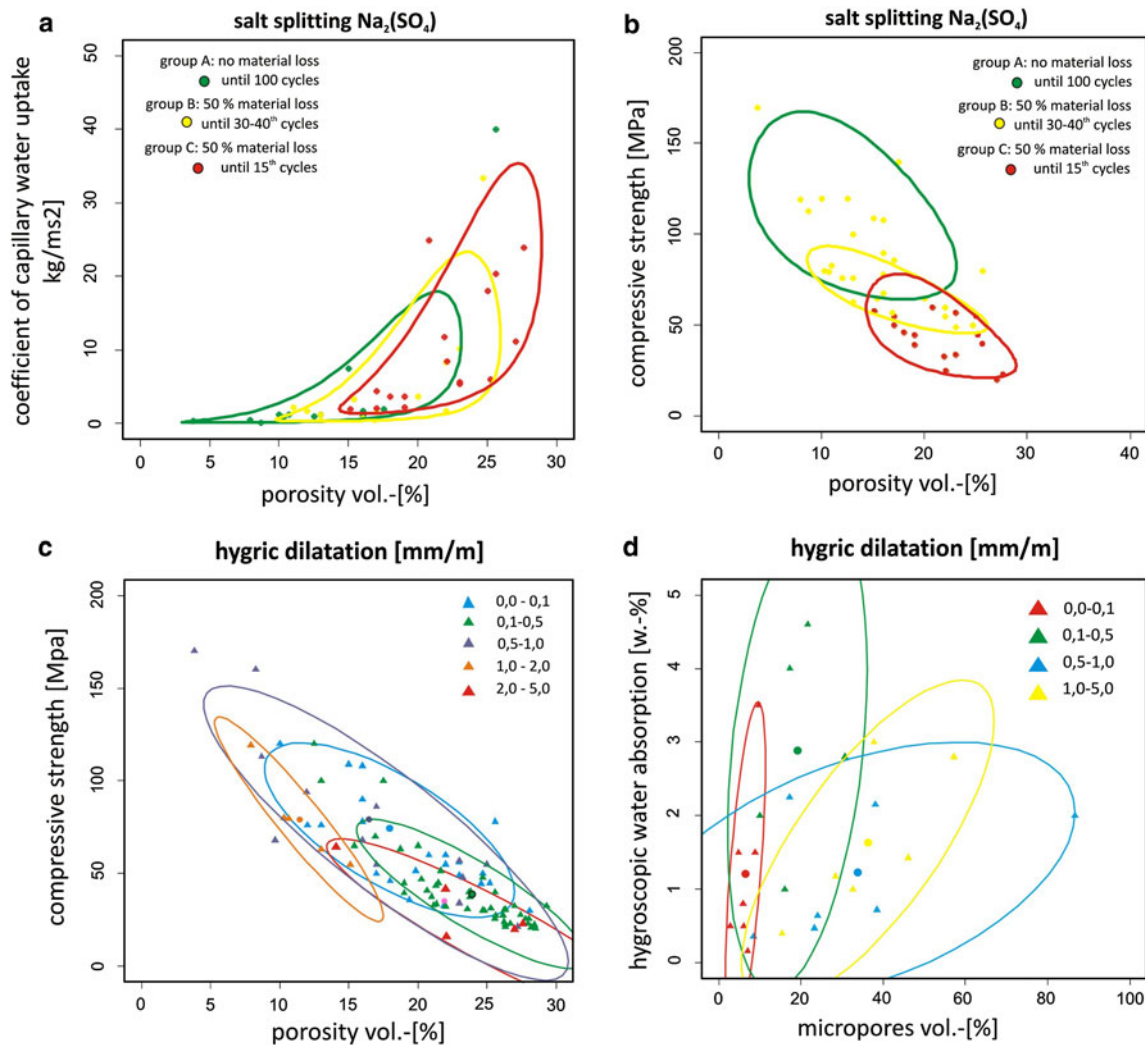 a
salt splitting Na₂(SO₄)
coefficient of capillary water uptake
kg/ms2]
50
40
30
20
10
0
group A: no material loss
until 100 cycles
group B: 50 % material loss
until 30-40th cycles
group C: 50 % material loss
until 15th cycles
0 5 10 15 20 25 30
porosity vol.-[%]
b
salt splitting Na₂(SO₄)
compressive strength [MPa]
200
150
100
50
0
group A: no material loss
until 100 cycles
group B: 50 % material loss
until 30-40th cycles
group C: 50 % material loss
until 15th cycles
0 10 20 30 40
porosity vol.-[%]
c
hygric dilatation [mm/m]
compressive strength [Mpa]
200
150
100
50
0
0,0 - 0,1
0,1-0,5
0,5-1,0
1,0 - 2,0
2,0 - 5,0
0 5 10 15 20 25 30
porosity vol.-[%]
d
hygric dilatation [mm/m]
hygroscopic water absorption [w.-%]
5
4
3
2
1
0
0,0-0,1
0,1-0,5
0,5-1,0
1,0-5,0
0 20 40 60 80 100
micropores vol.-[%]